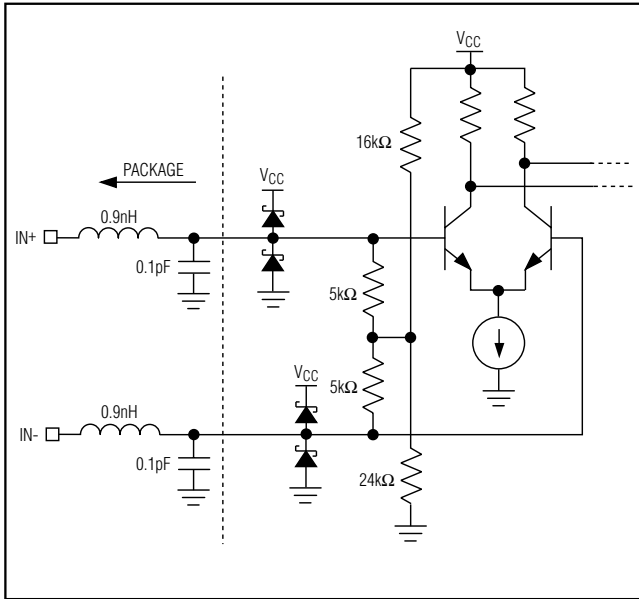 VCC
16kΩ
PACKAGE
VCC
0.9nH
IN+
0.1pF
5kΩ
VCC
5kΩ
0.9nH
IN-
0.1pF
24kΩ